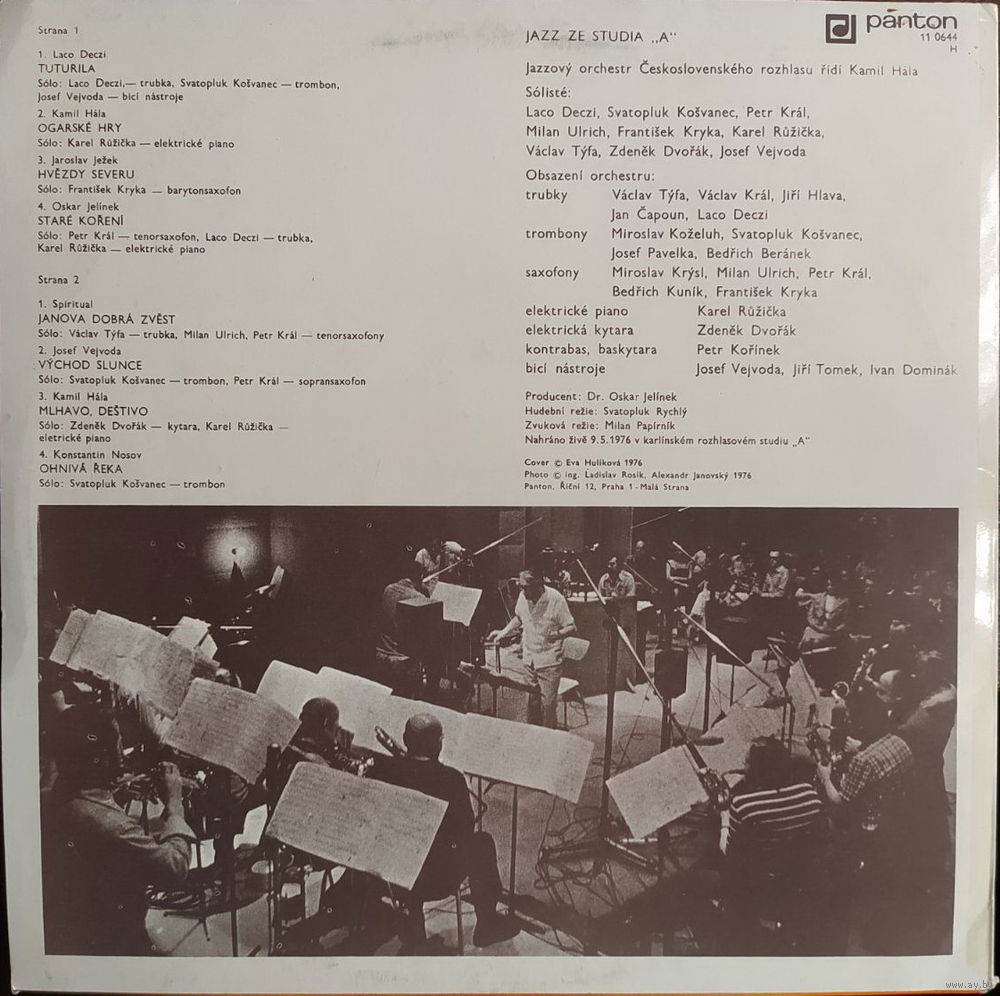 Strana 1
1. Laco Deczi
TUTURILA
Sólo: Laco Deczi,— trubka, Svatopluk Košvanec — trombon,
Josef Vejvoda — bicí nástroje
2. Kamil Hála
OGARSKÉ HRY
Sólo: Karel Růžička — elektrické piano
3. Jaroslav Ježek
HVĚZDY SEVERU
Sólo: František Kryka — barytonsaxofon
4. Oskar Jelínek
STARÉ KOŘENÍ
Sólo: Petr Král — tenorsaxofon, Laco Deczi — trubka,
Karel Růžička — elektrické piano
Strana 2
1. Spiritual
JANOVA DOBRÁ ZVĚST
Sólo: Václav Týfa — trubka, Milan Ulrich, Petr Král — tenorsaxofony
2. Josef Vejvoda
VÝCHOD SLUNCE
Sólo: Svatopluk Košvanec — trombon, Petr Král — sopransaxofon
3. Kamil Hála
MLHAVO, DEŠTIVO
Sólo: Zdeněk Dvořák — kytara, Karel Růžička —
eletrické piano
4. Konstantin Nosov
OHNIVÁ ŘEKA
Sólo: Svatopluk Košvanec — trombon
JAZZ ZE STUDIA „A“
panton
11 0644
H
Jazzový orchestr Československého rozhlasu řídí Kamil Hála
Sólisté:
Laco Deczi, Svatopluk Košvanec, Petr Král,
Milan Ulrich, František Kryka, Karel Růžička,
Václav Týfa, Zdeněk Dvořák, Josef Vejvoda
Obsazení orchestru:
trubky Václav Týfa, Václav Král, Jiří Hlava,
Jan Čapoun, Laco Deczi
trombony Miroslav Koželuh, Svatopluk Košvanec,
Josef Pavelka, Bedřich Beránek
saxofony Miroslav Krýsl, Milan Ulrich, Petr Král,
Bedřich Kuník, František Kryka
elektrické piano Karel Růžička
elektrická kytara Zdeněk Dvořák
kontrabas, baskytara Petr Kořínek
bicí nástroje Josef Vejvoda, Jiří Tomek, Ivan Dominák
Producent: Dr. Oskar Jelínek
Hudební režie: Svatopluk Rychlý
Zvuková režie: Milan Papírník
Nahráno živě 9.5.1976 v karlínském rozhlasovém studiu „A“
Cover © Eva Hulíková 1976
Photo © ing. Ladislav Rosík, Alexandr Janovský 1976
Panton, Říční 12, Praha 1 - Malá Strana
www.ay.by